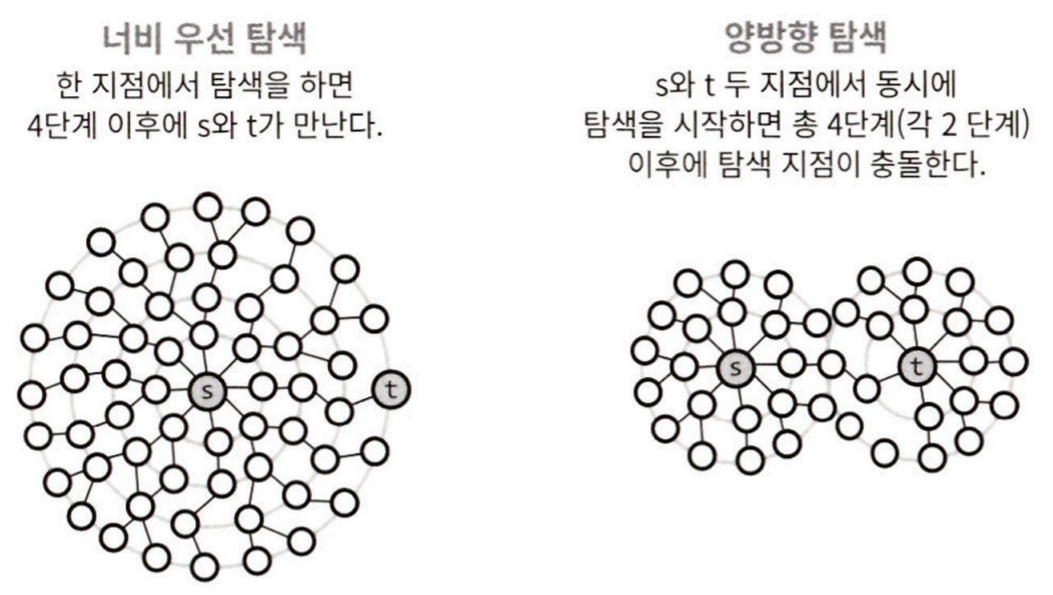 너비 우선 탐색
한 지점에서 탐색을 하면
4단계 이후에 s와 t가 만난다.
s
t
양방향 탐색
s와 t 두 지점에서 동시에
탐색을 시작하면 총 4단계(각 2 단계)
이후에 탐색 지점이 충돌한다.
s
t